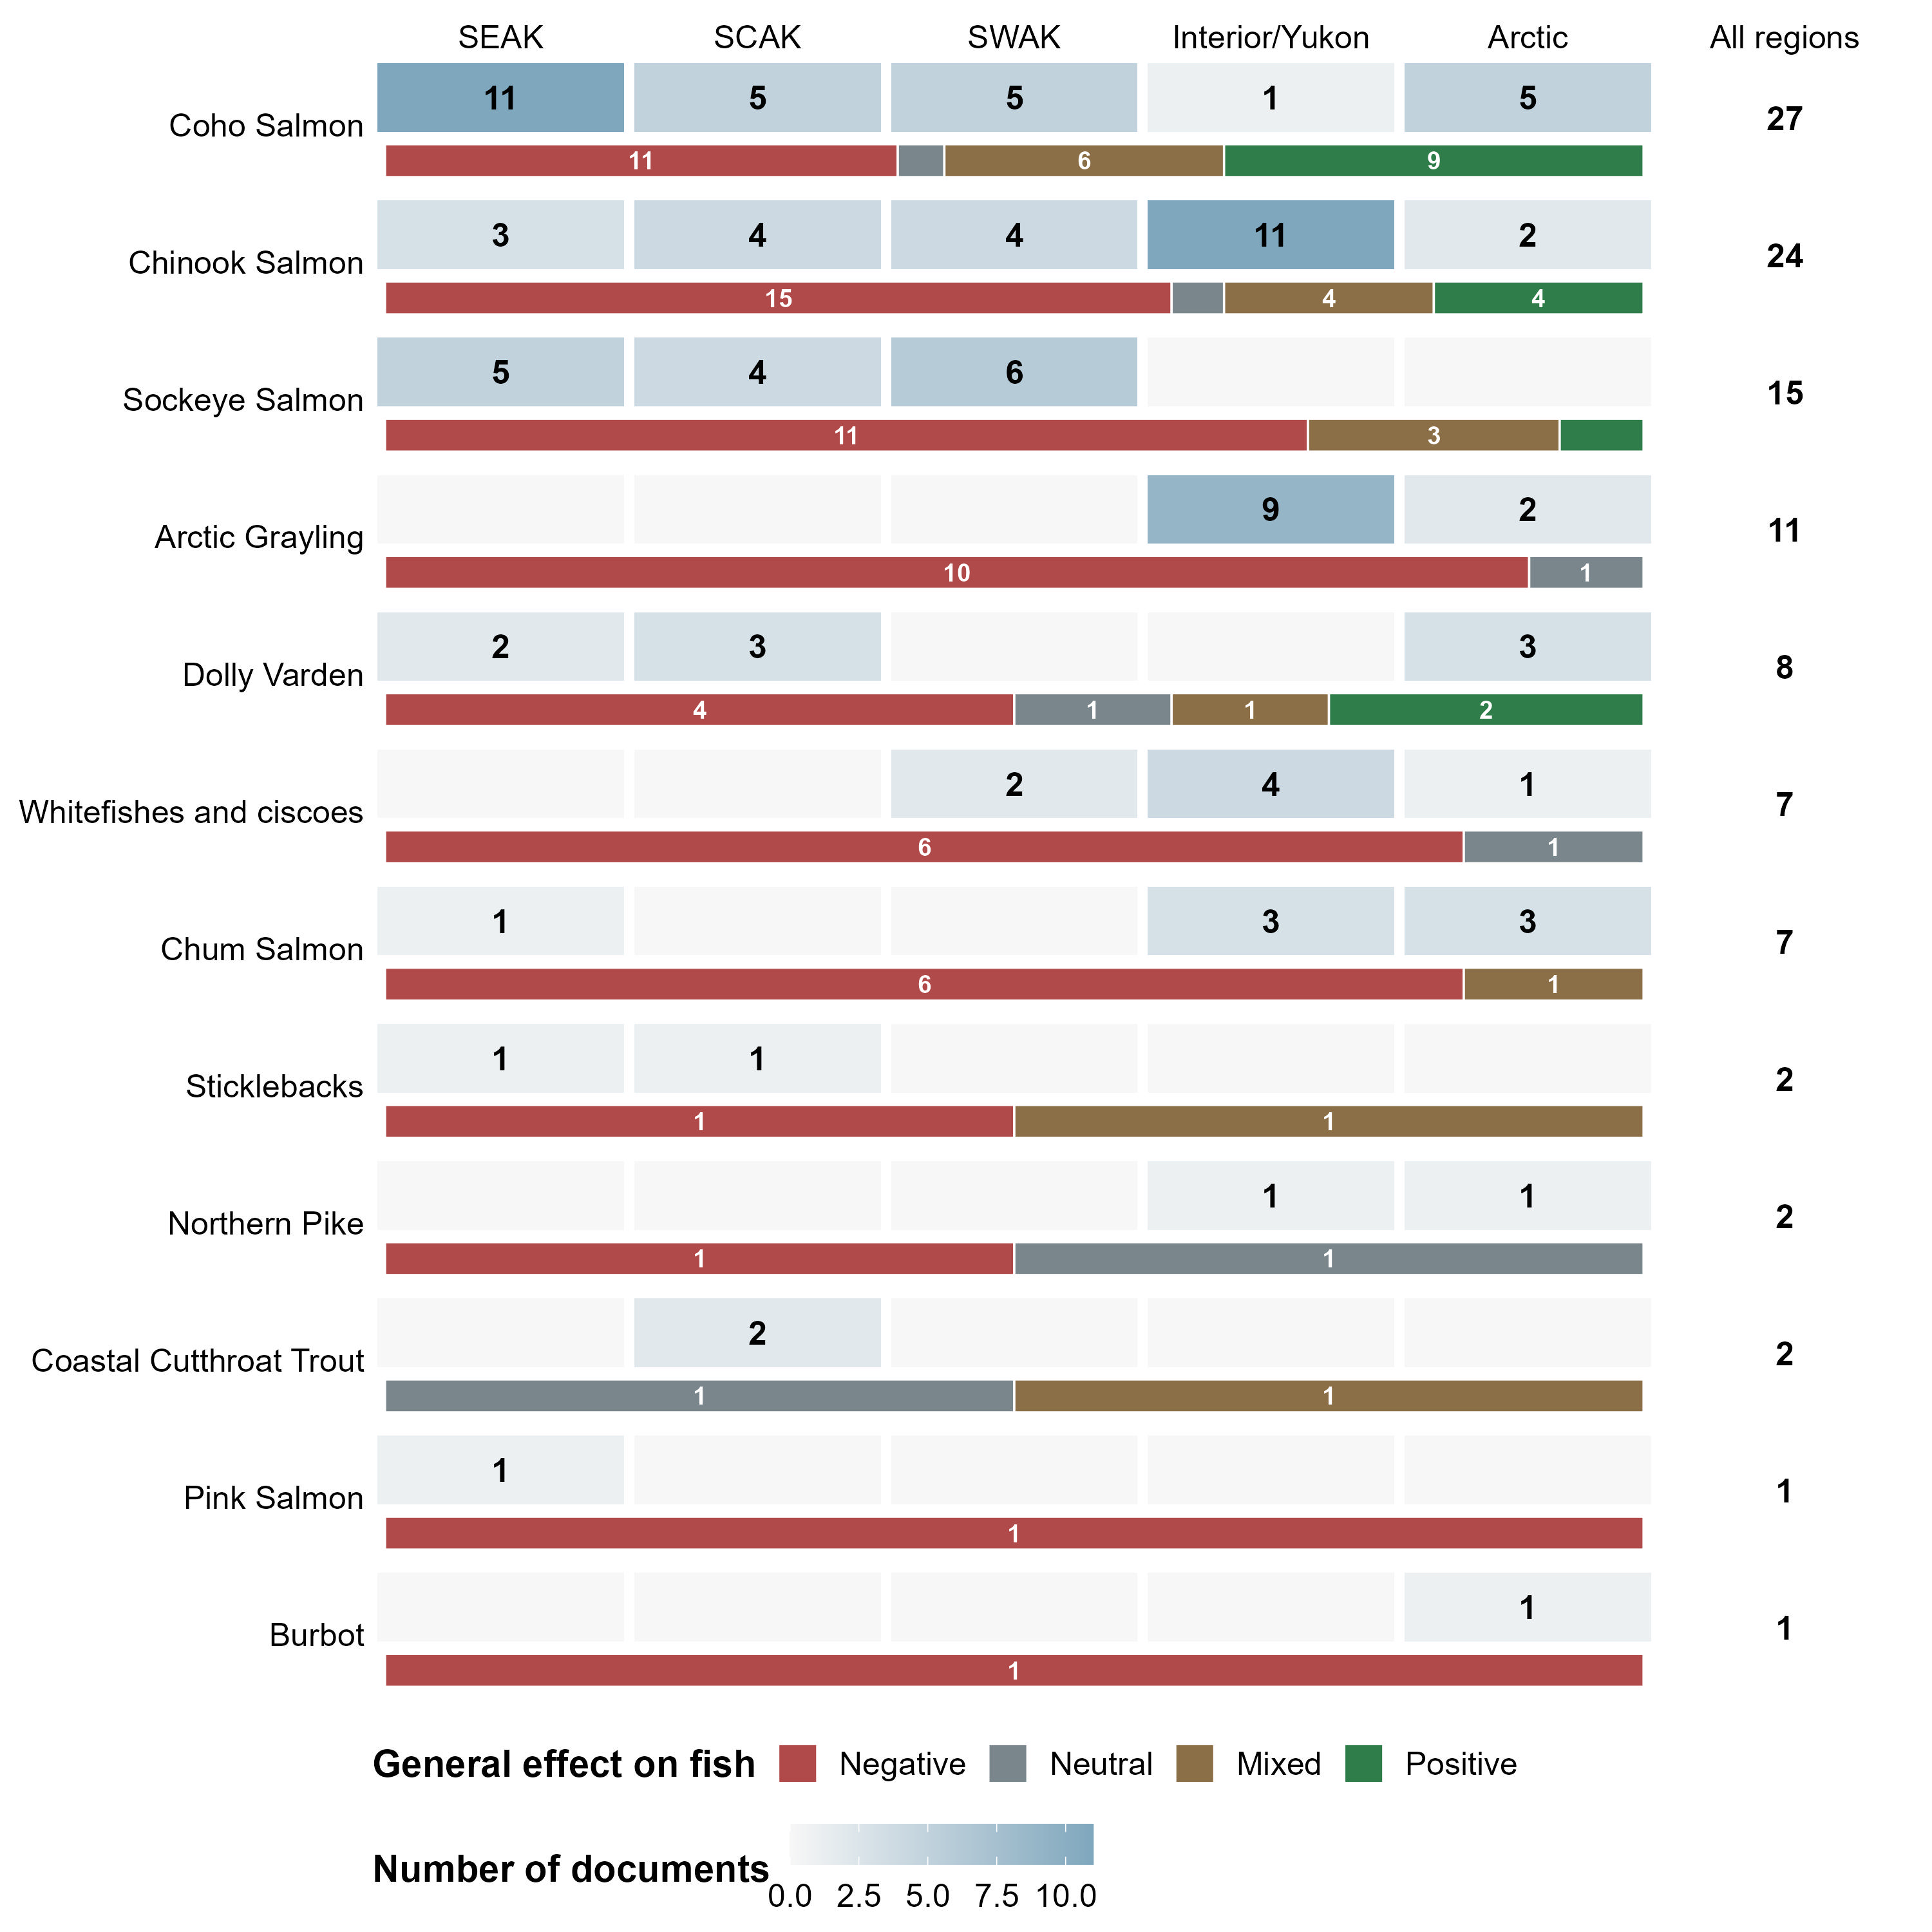 SEAK SCAK SWAK Interior/Yukon Arctic All regions
11 5 5 1 5
Coho Salmon 27
11 6 9
3 4 4 11 2
Chinook Salmon 24
15 4 4
5 4 6
Sockeye Salmon 15
11 3
9 2
Arctic Grayling 11
10 1
2 3 3
Dolly Varden 8
4 1 1 2
2 4 1
Whitefishes and ciscoes 7
6 1
1 3 3
Chum Salmon 7
6 1
1 1
Sticklebacks 2
1 1
1 1
Northern Pike 2
1 1
2
Coastal Cutthroat Trout 2
1 1
1
Pink Salmon 1
1
1
Burbot 1
1
General effect on fish Negative Neutral Mixed Positive
Number of documents
0.0 2.5 5.0 7.5 10.0